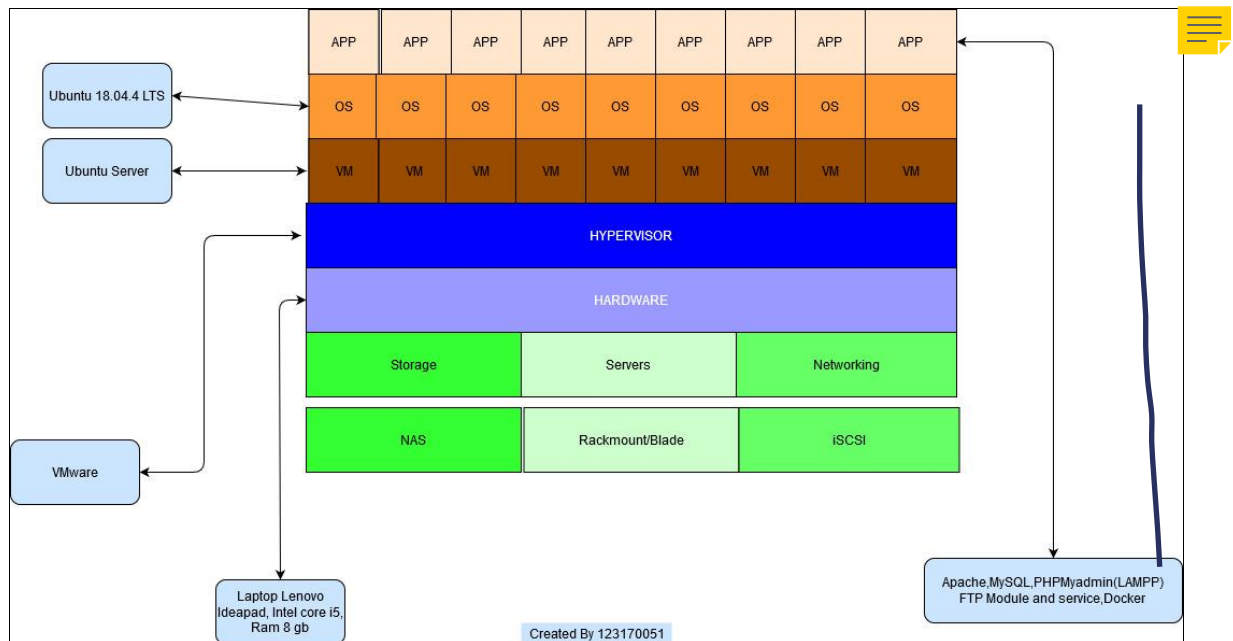 APP APP APP APP APP APP APP APP APP
Ubuntu 18.04.4 LTS
OS OS OS OS OS OS OS OS OS
Ubuntu Server
VM VM VM VM VM VM VM VM VM
HYPERVISOR
HARDWARE
Storage Servers Networking
NAS Rackmount/Blade iSCSI
VMware
Laptop Lenovo
Ideapad, Intel core i5,
Ram 8 gb
Apache,MySQL,PHPMyadmin(LAMPP)
FTP Module and service,Docker
Created By 123170051